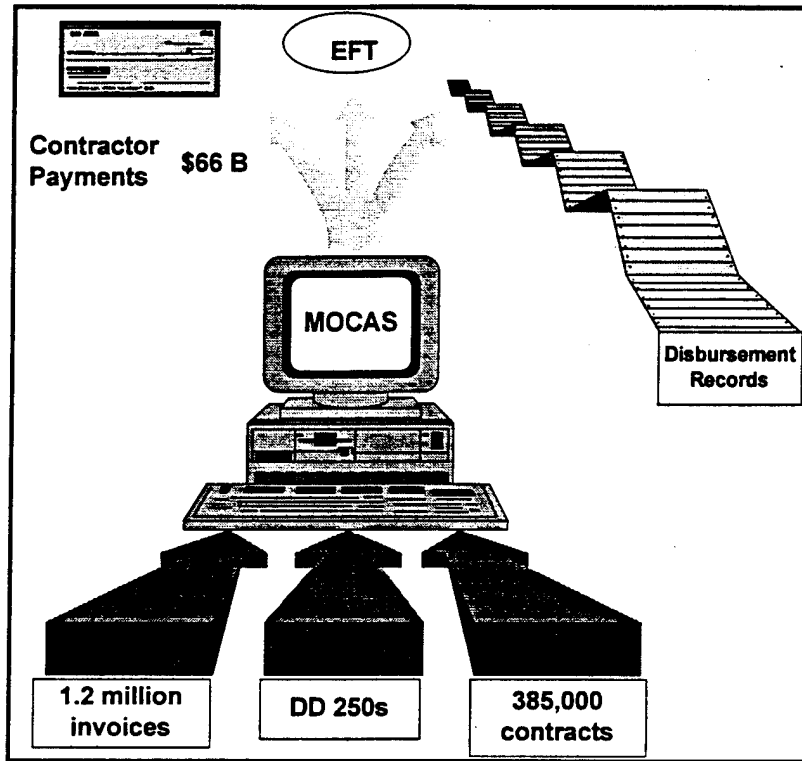 EFT
Contractor
Payments $66 B
MOCAS
Disbursement
Records
1.2 million
invoices
DD 250s
385,000
contracts